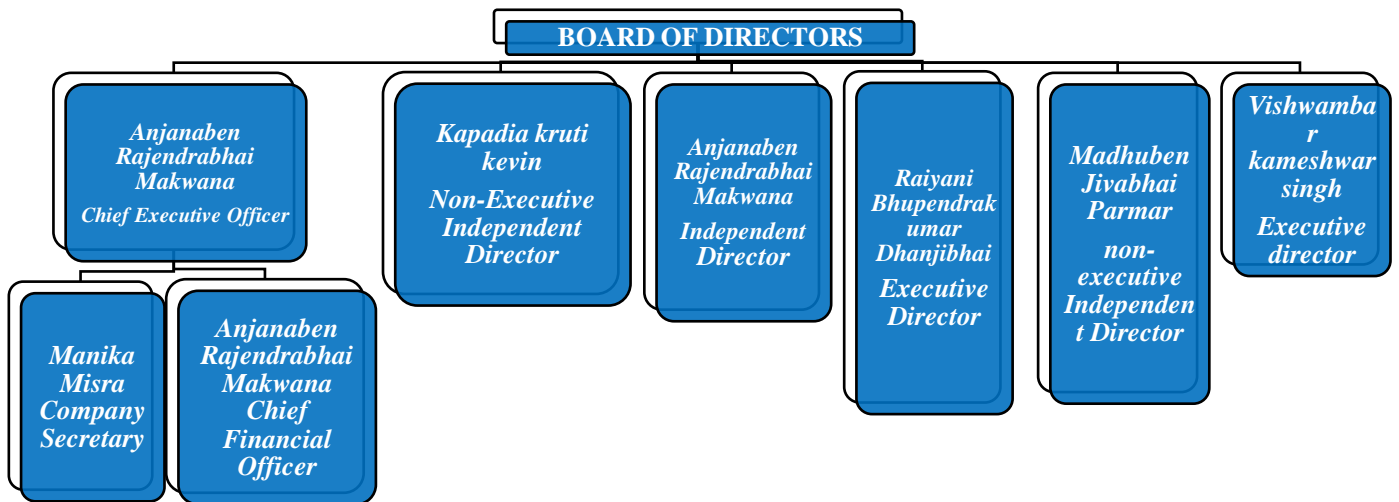 BOARD OF DIRECTORS
Anjanaben
Rajendrabhai
Makwana
Chief Executive Officer
Kapadia kruti
kevin
Non-Executive
Independent
Director
Anjanaben
Rajendrabhai
Makwana
Independent
Director
Raiyani
Bhupendrak
umar
Dhanjibhai
Executive
Director
Madhuben
Jivabhai
Parmar
non-
executive
Independen
t Director
Vishwamba
r
kameshwar
singh
Executive
director
Manika
Misra
Company
Secretary
Anjanaben
Rajendrabhai
Makwana
Chief
Financial
Officer